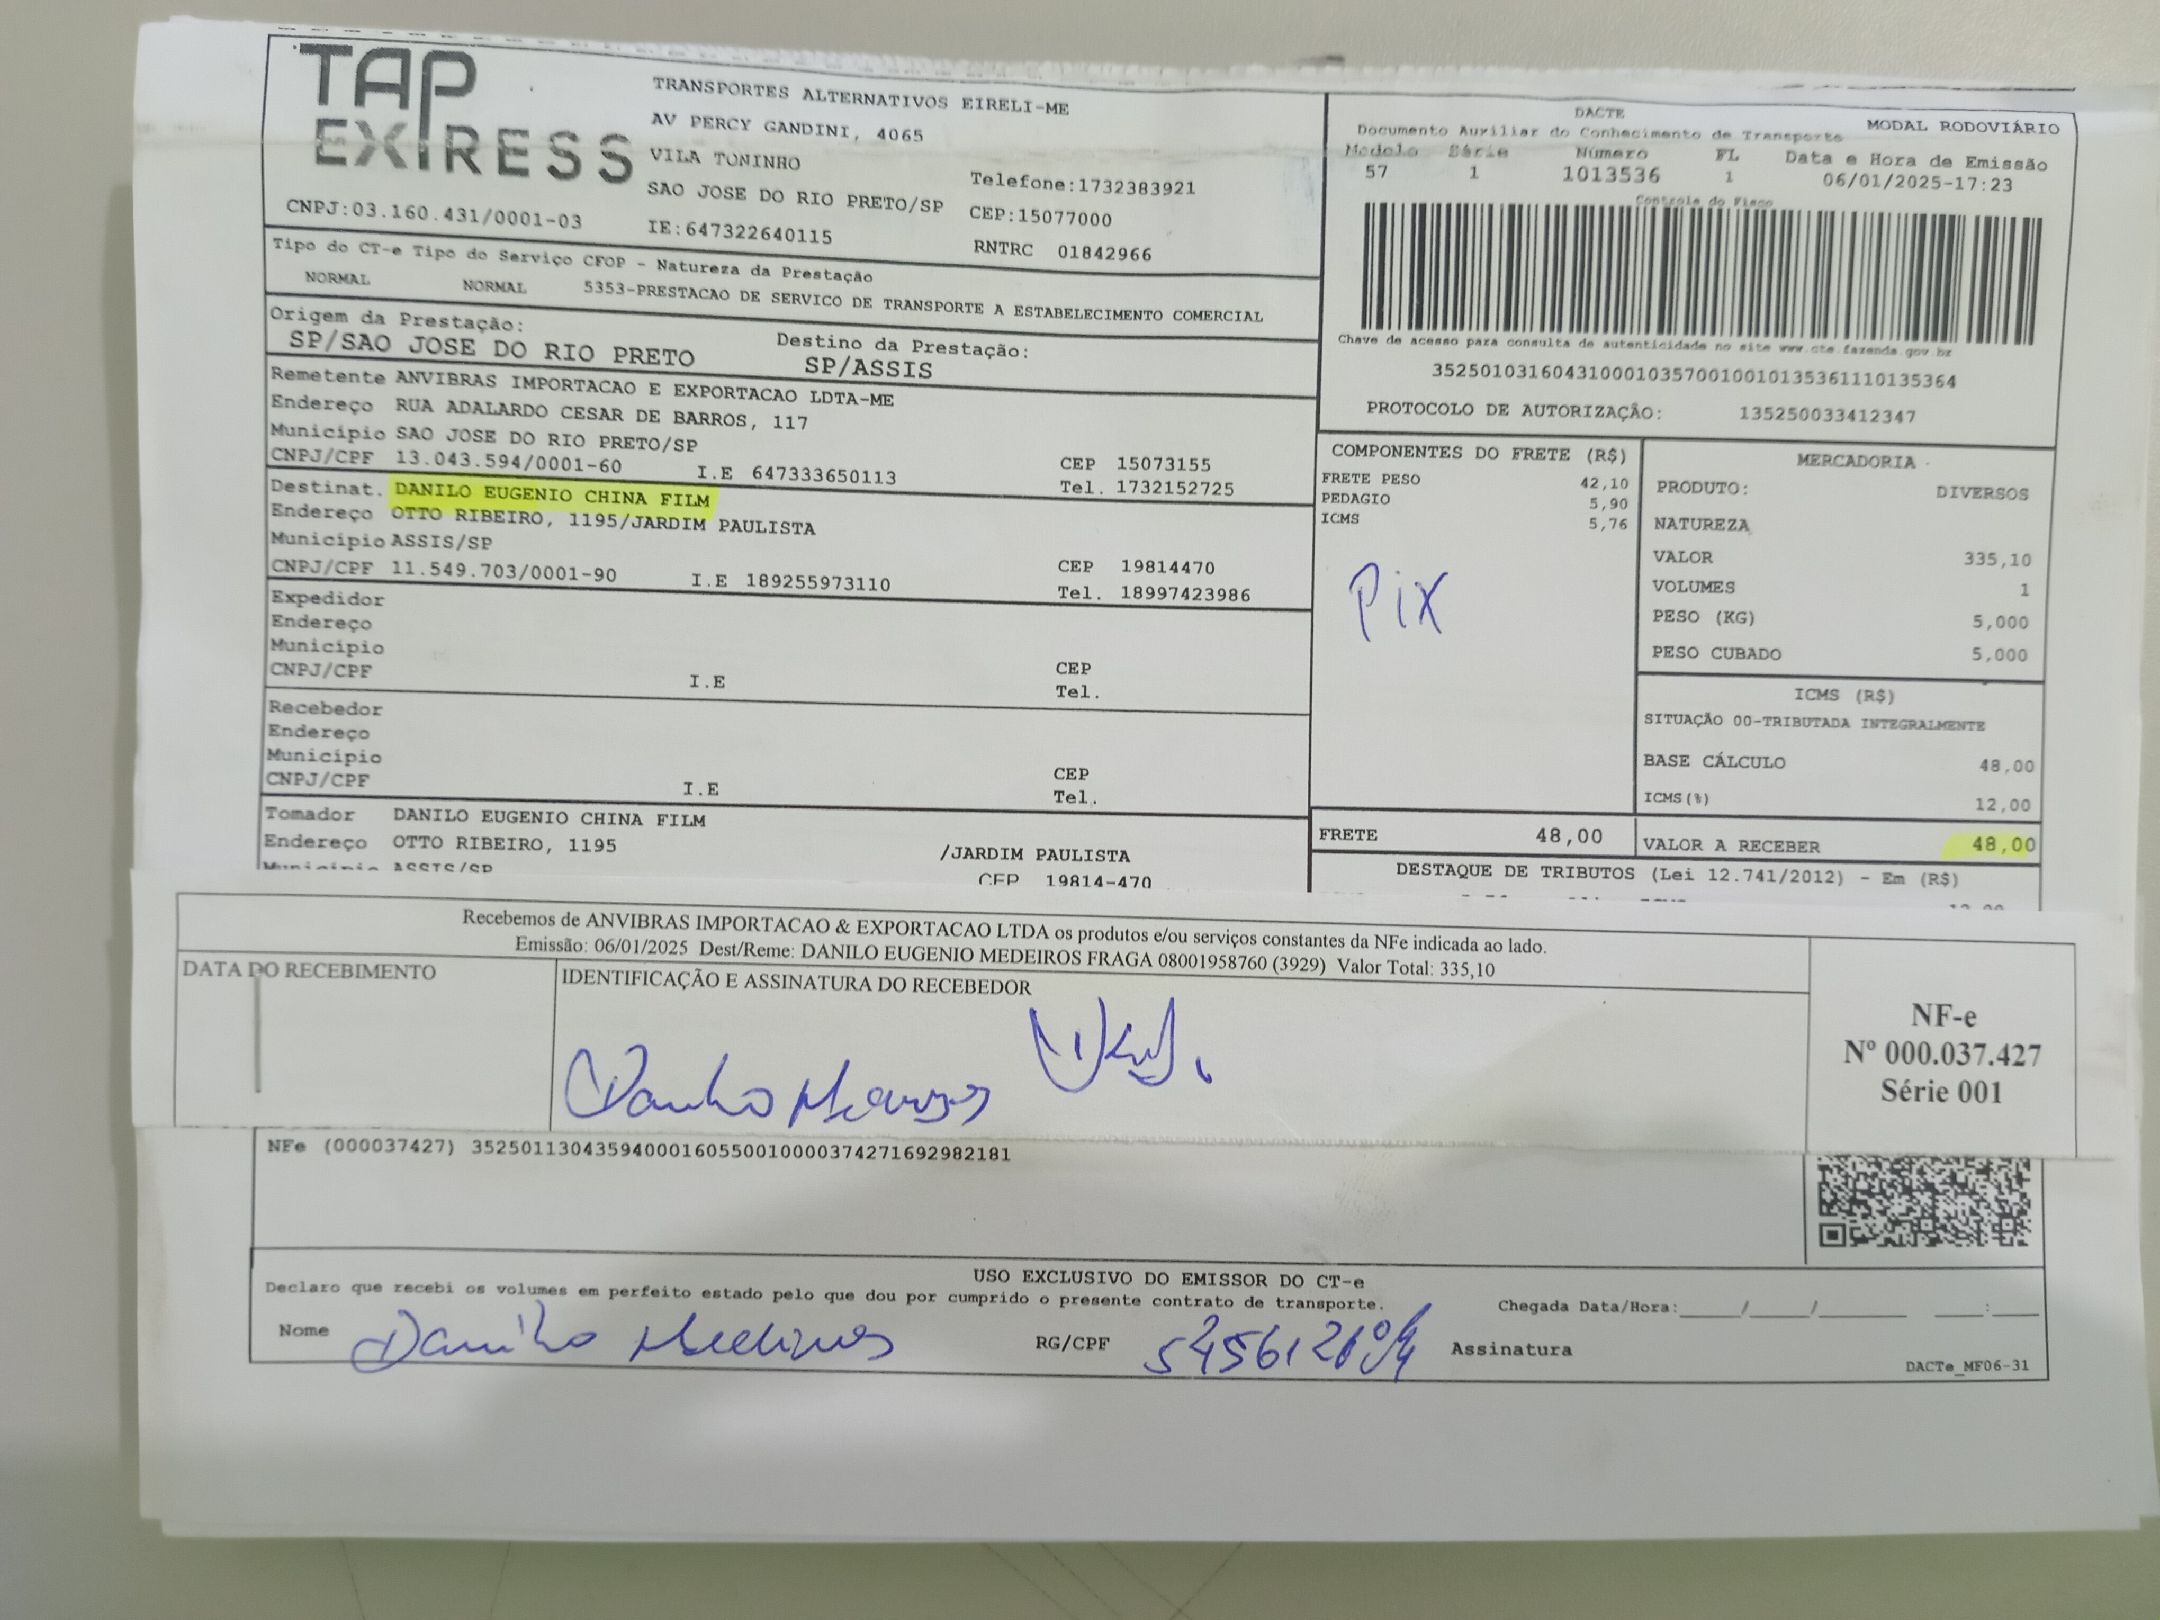 TAP
EXPRESS
TRANSPORTES ALTERNATIVOS EIRELI-ME
AV PERCY GANDINI, 4065
VILA TONINHO
SAO JOSE DO RIO PRETO/SP
Telefone:1732383921
CEP:15077000
CNPJ:03.160.431/0001-03
IE:647322640115
RNTRC 01842966
DACTE
Documento Auxiliar do Conhecimento de Transporte
MODAL RODOVIÁRIO
Modelo Série Número FL Data e Hora de Emissão
57 1 1013536 1 06/01/2025-17:23
Controle do Fisco
Chave de acesso para consulta de autenticidade no site www.cte.fazenda.gov.br
35250103160431000103570010010135361110135364
PROTOCOLO DE AUTORIZAÇÂO: 135250033412347
Tipo do CT-e Tipo do Serviço CFOP - Natureza da Prestação
NORMAL NORMAL 5353-PRESTACAO DE SERVICO DE TRANSPORTE A ESTABELECIMENTO COMERCIAL
Origem da Prestação:
SP/SAO JOSE DO RIO PRETO
Destino da Prestação:
SP/ASSIS
Remetente ANVIBRAS IMPORTACAO E EXPORTACAO LDTA-ME
Endereço RUA ADALARDO CESAR DE BARROS, 117
Município SAO JOSE DO RIO PRETO/SP
CEP 15073155
CNPJ/CPF 13.043.594/0001-60 I.E 647333650113 Tel. 1732152725
Destinat. DANILO EUGENIO CHINA FILM
Endereço OTTO RIBEIRO, 1195/JARDIM PAULISTA
Município ASSIS/SP
CEP 19814470
CNPJ/CPF 11.549.703/0001-90 I.E 189255973110 Tel. 18997423986
Expedidor
Endereço
Município
CEP
CNPJ/CPF I.E Tel.
Recebedor
Endereço
Município
CEP
CNPJ/CPF I.E Tel.
Tomador DANILO EUGENIO CHINA FILM
Endereço OTTO RIBEIRO, 1195 /JARDIM PAULISTA
Município ASSIS/SP CEP 19814-470
COMPONENTES DO FRETE (R$)
FRETE PESO 42,10
PEDAGIO 5,90
ICMS 5,76
Pix
FRETE 48,00
MERCADORIA
PRODUTO: DIVERSOS
NATUREZA
VALOR 335,10
VOLUMES 1
PESO (KG) 5,000
PESO CUBADO 5,000
ICMS (R$)
SITUAÇÃO 00-TRIBUTADA INTEGRALMENTE
BASE CÁLCULO 48,00
ICMS(%) 12,00
VALOR A RECEBER 48,00
DESTAQUE DE TRIBUTOS (Lei 12.741/2012) - Em (R$)
Recebemos de ANVIBRAS IMPORTACAO & EXPORTACAO LTDA os produtos e/ou serviços constantes da NFe indicada ao lado.
Emissão: 06/01/2025 Dest/Reme: DANILO EUGENIO MEDEIROS FRAGA 08001958760 (3929) Valor Total: 335,10
DATA DO RECEBIMENTO
IDENTIFICAÇÃO E ASSINATURA DO RECEBEDOR
NF-e
Nº 000.037.427
Série 001
NFe (000037427) 35250113043594000160550010000374271692982181
USO EXCLUSIVO DO EMISSOR DO CT-e
Declaro que recebi os volumes em perfeito estado pelo que dou por cumprido o presente contrato de transporte.
Chegada Data/Hora:____/____/____ __:__
Nome Danilo Medeiros RG/CPF Assinatura
DACTe_MF06-31